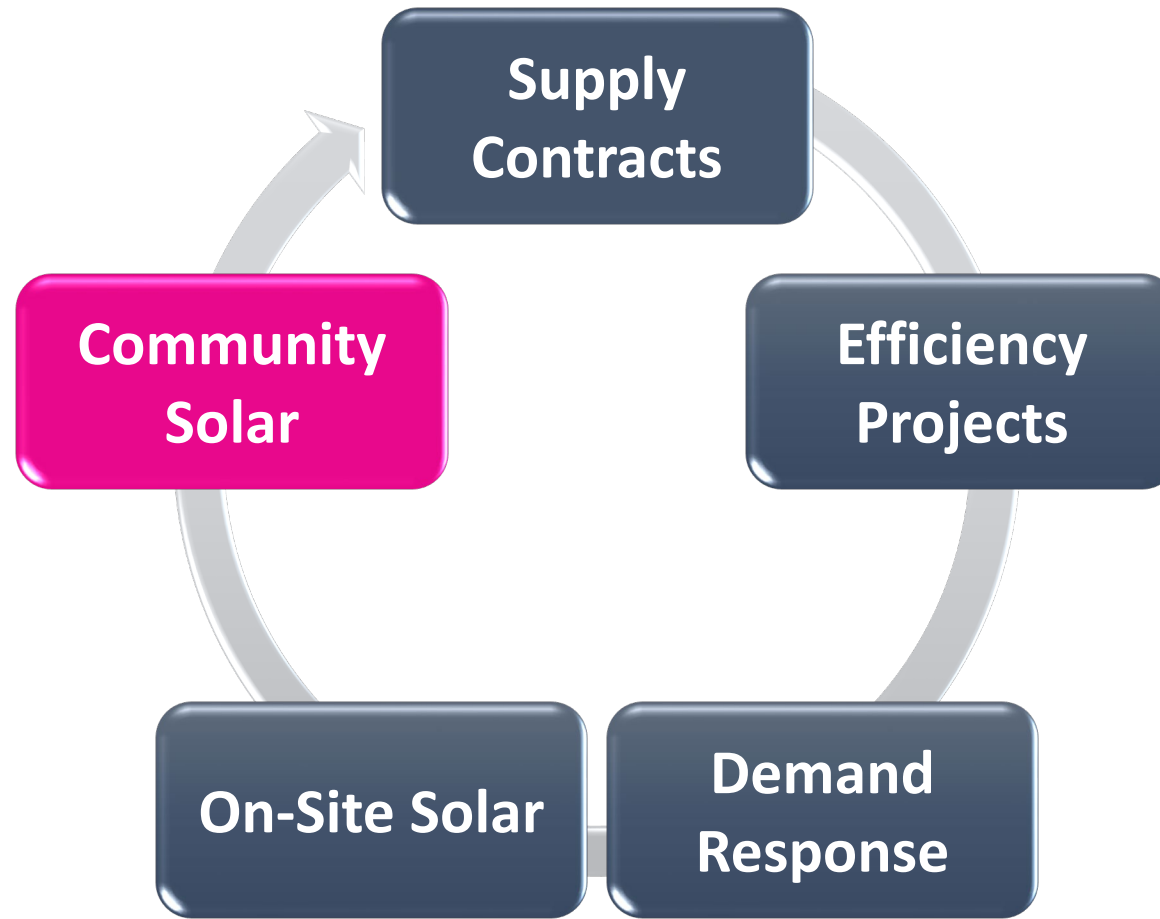 Supply
Contracts
Efficiency
Projects
Demand
Response
On-Site Solar
Community
Solar